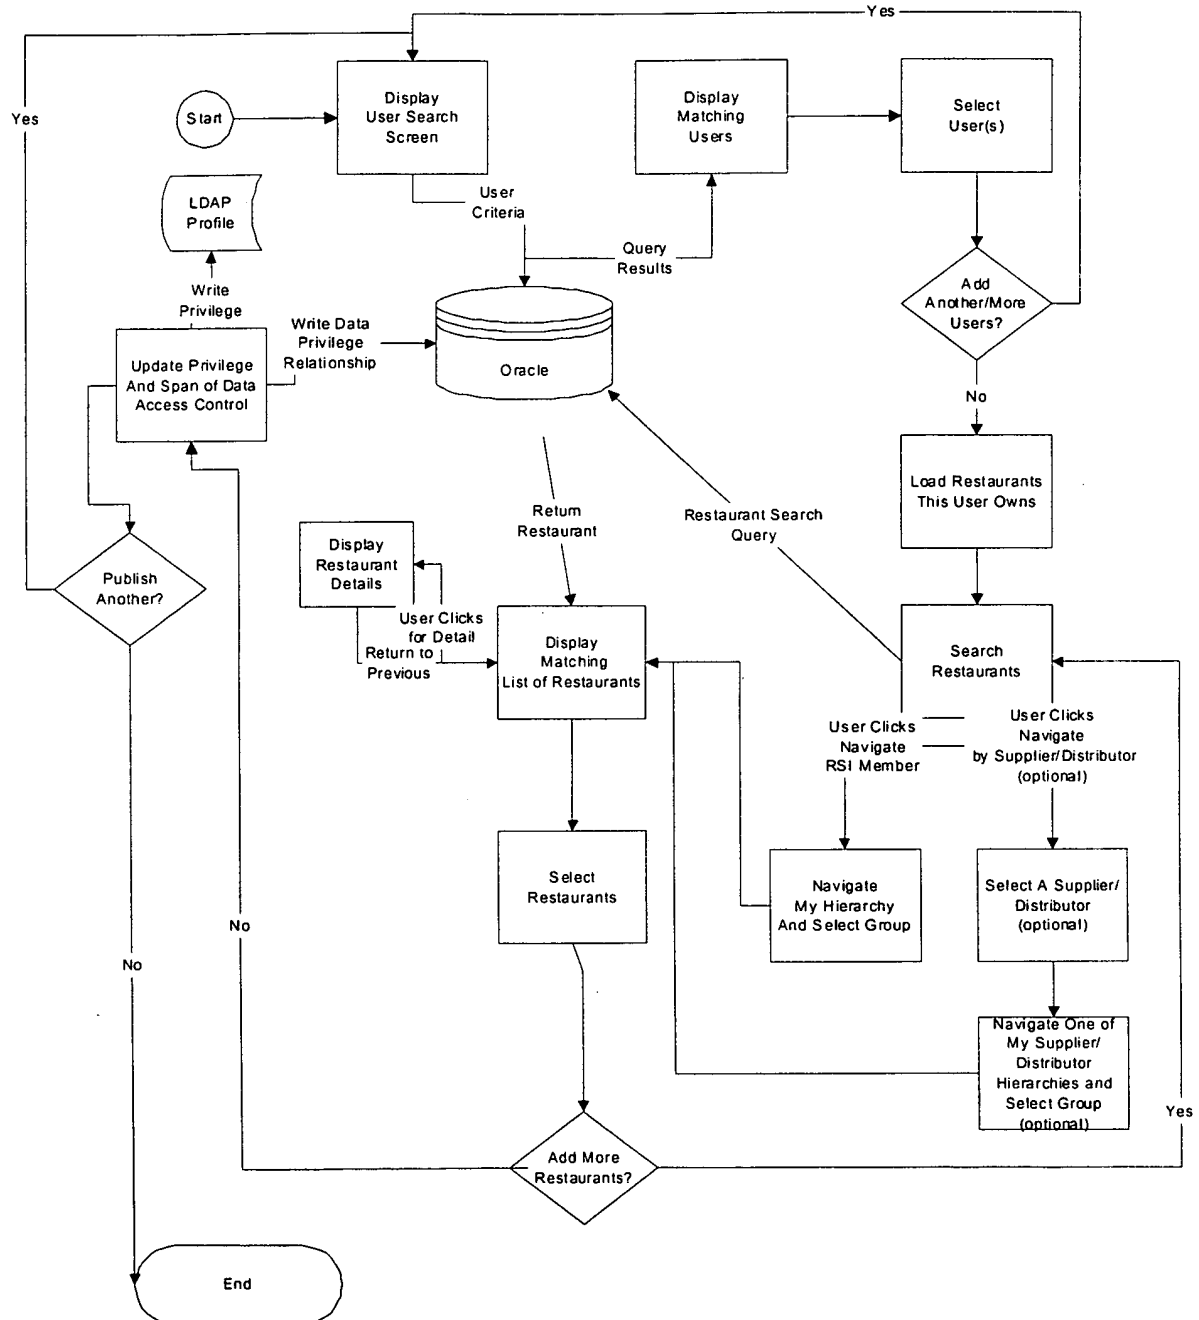 Yes
Yes
Start
Display
User Search
Screen
Display
Matching
Users
Select
User(s)
LDAP
Profile
User
Criteria
Query
Results
Write
Privilege
Write Data
Privilege
Relationship
Add
Another/More
Users?
Update Privilege
And Span of Data
Access Control
Oracle
No
Load Restaurants
This User Owns
Return
Restaurant
Restaurant Search
Query
Display
Restaurant
Details
Publish
Another?
User Clicks
for Detail
Return to
Previous
Display
Matching
List of Restaurants
Search
Restaurants
User Clicks
Navigate
RSI Member
User Clicks
Navigate
by Supplier/Distributor
(optional)
Select
Restaurants
Navigate
My Hierarchy
And Select Group
Select A Supplier/
Distributor
(optional)
No
No
Navigate One of
My Supplier/
Distributor
Hierarchies and
Select Group
(optional)
Yes
Add More
Restaurants?
End